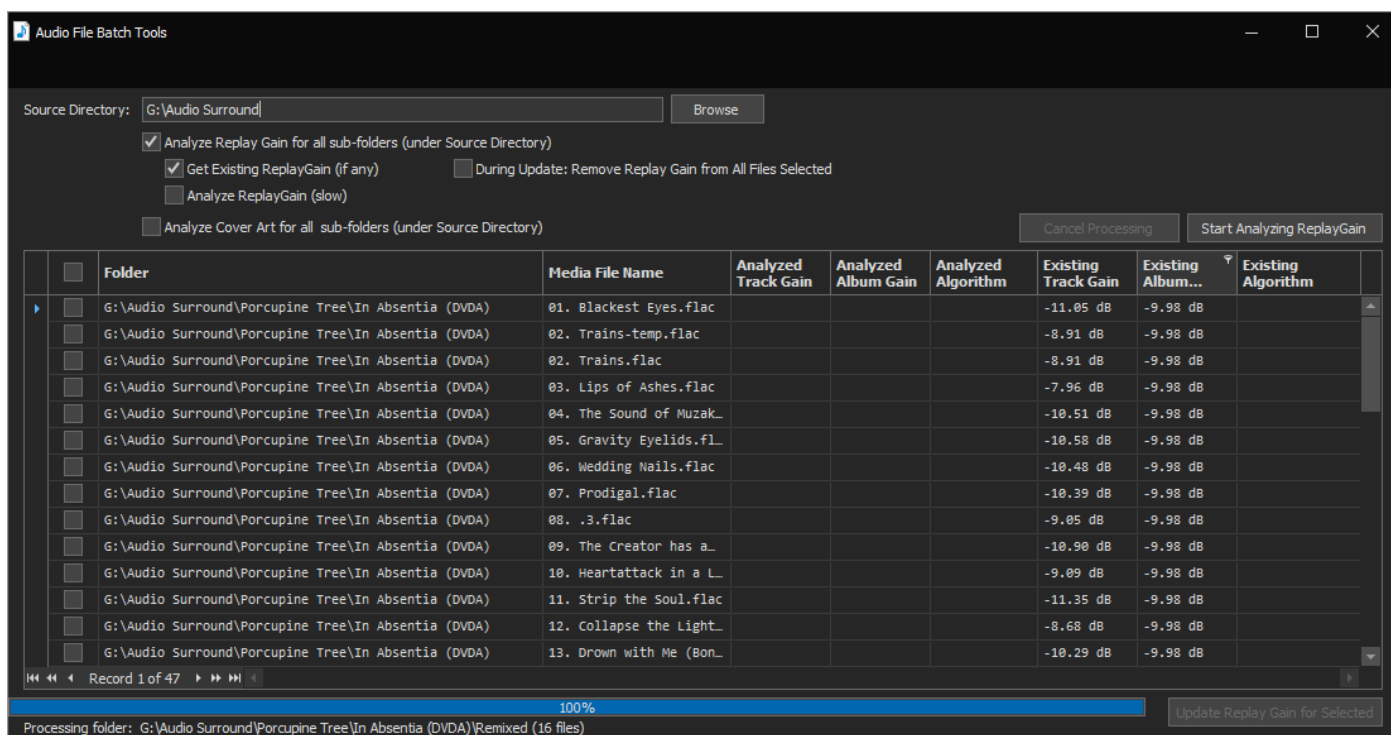 Audio File Batch Tools
Source Directory: G:\Audio Surround Browse
Analyze Replay Gain for all sub-folders (under Source Directory)
Get Existing ReplayGain (if any) During Update: Remove Replay Gain from All Files Selected
Analyze ReplayGain (slow)
Analyze Cover Art for all sub-folders (under Source Directory) Cancel Processing Start Analyzing ReplayGain
Folder Media File Name Analyzed Track Gain Analyzed Album Gain Analyzed Algorithm Existing Track Gain Existing Album... Existing Algorithm
G:\Audio Surround\Porcupine Tree\In Absentia (DVDA) 01. Blackest Eyes.flac -11.05 dB -9.98 dB
G:\Audio Surround\Porcupine Tree\In Absentia (DVDA) 02. Trains-temp.flac -8.91 dB -9.98 dB
G:\Audio Surround\Porcupine Tree\In Absentia (DVDA) 02. Trains.flac -8.91 dB -9.98 dB
G:\Audio Surround\Porcupine Tree\In Absentia (DVDA) 03. Lips of Ashes.flac -7.96 dB -9.98 dB
G:\Audio Surround\Porcupine Tree\In Absentia (DVDA) 04. The Sound of Muzak… -10.51 dB -9.98 dB
G:\Audio Surround\Porcupine Tree\In Absentia (DVDA) 05. Gravity Eyelids.fl… -10.58 dB -9.98 dB
G:\Audio Surround\Porcupine Tree\In Absentia (DVDA) 06. Wedding Nails.flac -10.48 dB -9.98 dB
G:\Audio Surround\Porcupine Tree\In Absentia (DVDA) 07. Prodigal.flac -10.39 dB -9.98 dB
G:\Audio Surround\Porcupine Tree\In Absentia (DVDA) 08. .3.flac -9.05 dB -9.98 dB
G:\Audio Surround\Porcupine Tree\In Absentia (DVDA) 09. The Creator has a… -10.90 dB -9.98 dB
G:\Audio Surround\Porcupine Tree\In Absentia (DVDA) 10. Heartattack in a L… -9.09 dB -9.98 dB
G:\Audio Surround\Porcupine Tree\In Absentia (DVDA) 11. Strip the Soul.flac -11.35 dB -9.98 dB
G:\Audio Surround\Porcupine Tree\In Absentia (DVDA) 12. Collapse the Light… -8.68 dB -9.98 dB
G:\Audio Surround\Porcupine Tree\In Absentia (DVDA) 13. Drown with Me (Bon… -10.29 dB -9.98 dB
Record 1 of 47
100%
Update Replay Gain for Selected
Processing folder: G:\Audio Surround\Porcupine Tree\In Absentia (DVDA)\Remixed (16 files)